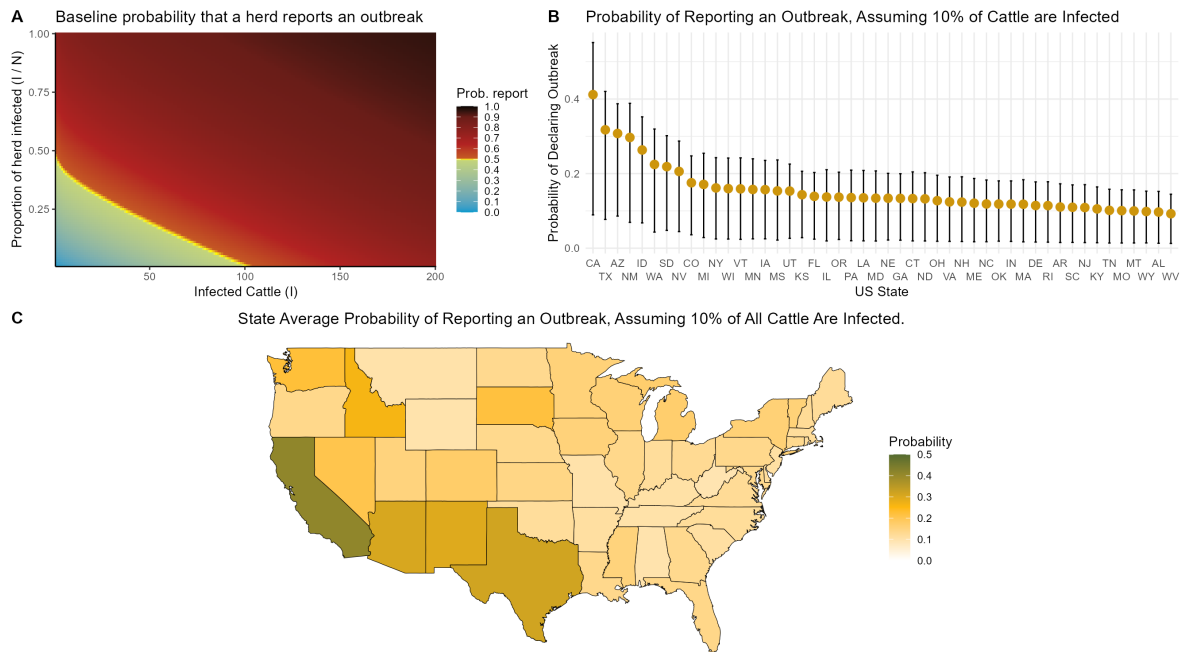 A
Baseline probability that a herd reports an outbreak
Proportion of herd infected (I / N)
1.00
0.75
0.50
0.25
50
100
150
200
Infected Cattle (I)
Prob. report
1.0
0.9
0.8
0.7
0.6
0.5
0.4
0.3
0.2
0.1
0.0
B
Probability of Reporting an Outbreak, Assuming 10% of Cattle are Infected
Probability of Declaring Outbreak
0.4
0.2
0.0
CA AZ ID SD CO NY VT IA UT FL OR LA NE CT OH NH NC IN DE AR NJ TN MT AL
TX NM WA NV MI WI MN MS KS IL PA MD GA ND VA ME OK MA RI SC KY MO WY WV
US State
C
State Average Probability of Reporting an Outbreak, Assuming 10% of All Cattle Are Infected.
Probability
0.5
0.4
0.3
0.2
0.1
0.0